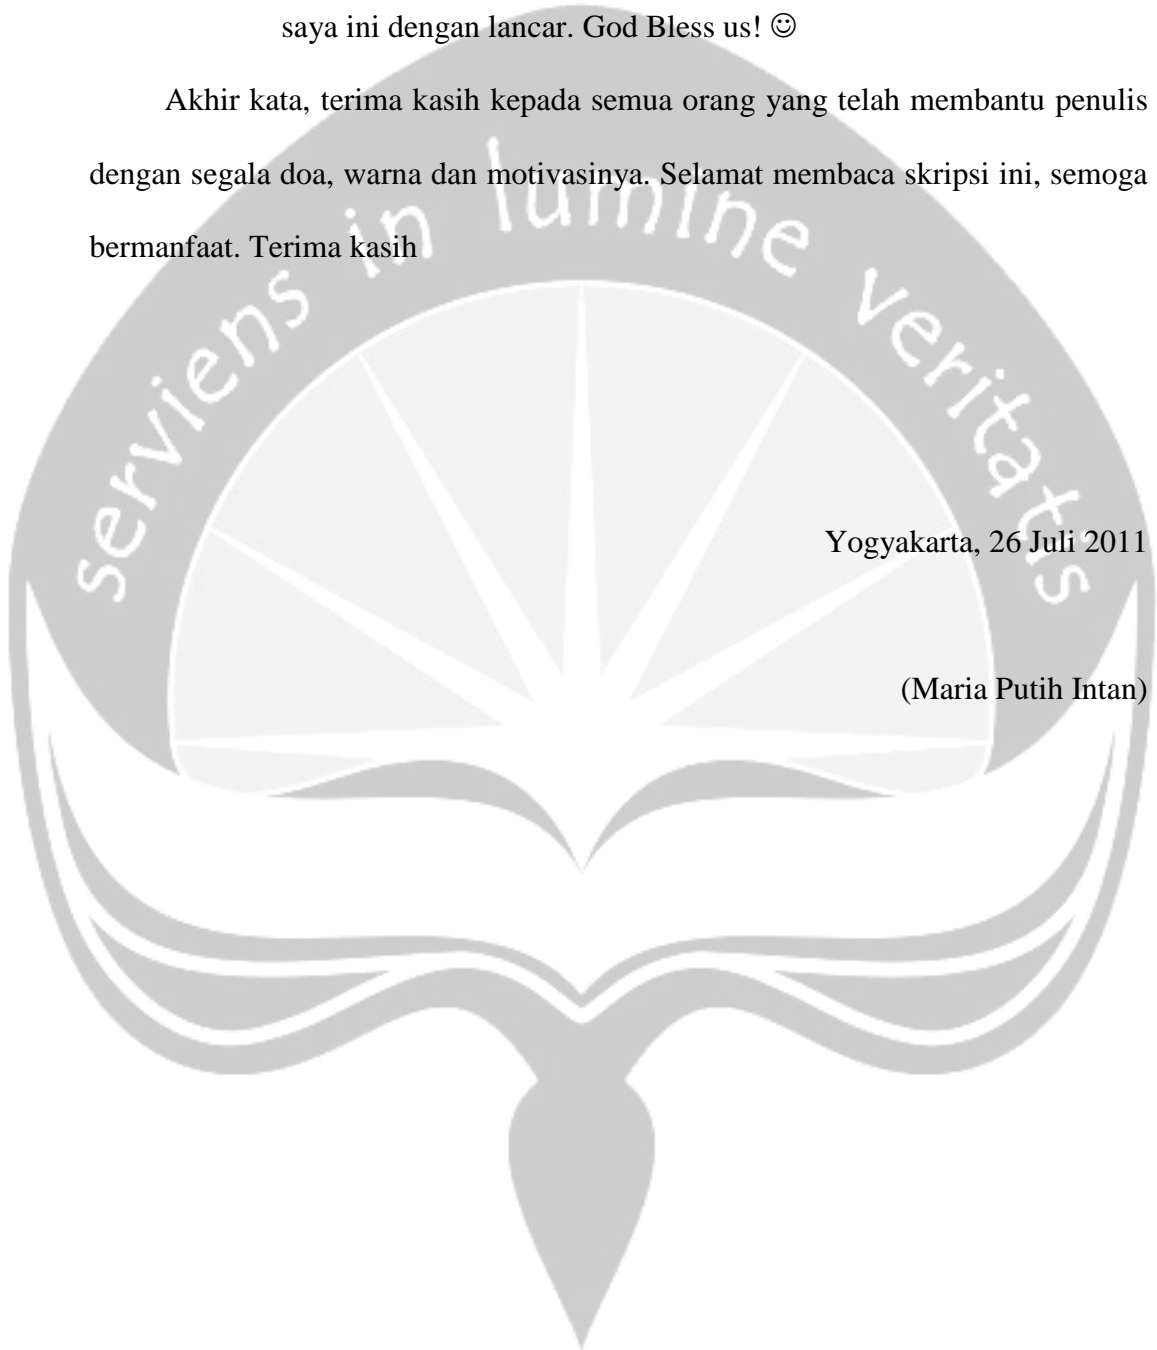 saya ini dengan lancar. God Bless us! ☺
Akhir kata, terima kasih kepada semua orang yang telah membantu penulis
dengan segala doa, warna dan motivasinya. Selamat membaca skripsi ini, semoga
bermanfaat. Terima kasih
serviens in lumine veritatis
Yogyakarta, 26 Juli 2011
(Maria Putih Intan)